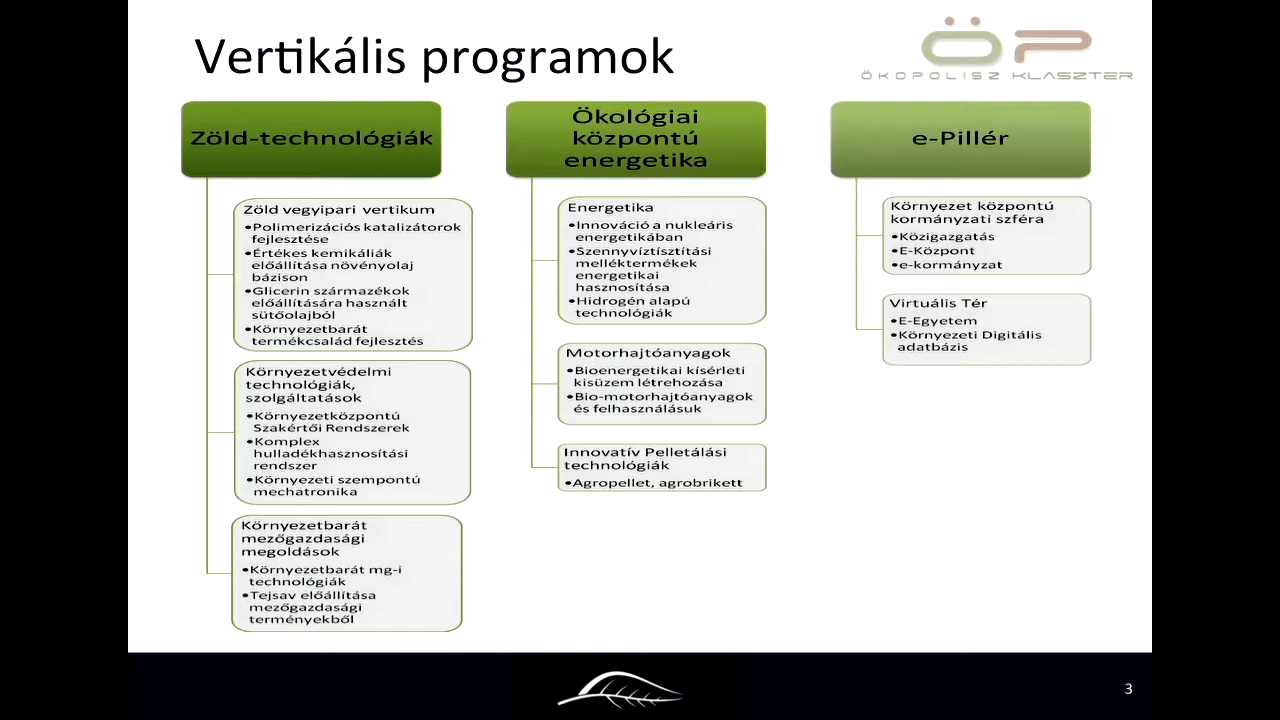 Vertikális programok
ÖP
ÖKOPOLISZ KLASZTER
Zöld-technológiák
Zöld vegyipari vertikum
•Polimerizációs katalizátorok
fejlesztése
•Értékes kemikáliák
előállítása növényolaj
bázison
•Glicerin származékok
előállítására használt
sütőolajból
•Környezetbarát
termékcsalád fejlesztés
Környezetvédelmi
technológiák,
szolgáltatások
•Környezetközpontú
Szakértői Rendszerek
•Komplex
hulladékhasznosítási
rendszer
•Környezeti szempontú
mechatronika
Környezetbarát
mezőgazdasági
megoldások
•Környezetbarát mg-i
technológiák
•Tejsav előállítása
mezőgazdasági
terményekből
Ökológiai
központú
energetika
Energetika
•Innováció a nukleáris
energetikában
•Szennyvíztísztítási
melléktermékek
energetikai
hasznosítása
•Hidrogén alapú
technológiák
Motorhajtóanyagok
•Bioenergetikai kísérleti
kisüzem létrehozása
•Bio-motorhajtóanyagok
és felhasználásuk
Innovatív Pelletálási
technológiák
•Agropellet, agrobrikett
e-Pillér
Környezet központú
kormányzati szféra
•Közigazgatás
•E-Központ
•e-kormányzat
Virtuális Tér
•E-Egyetem
•Környezeti Digitális
adatbázis
3